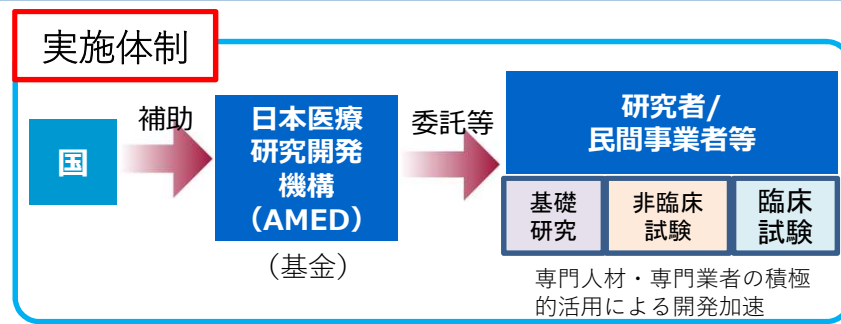 実施体制
国
補助
日本医療
研究開発
機構
（AMED）
（基金）
委託等
研究者/
民間事業者等
基礎
研究
非臨床
試験
臨床
試験
専門人材・専門業者の積極
的活用による開発加速